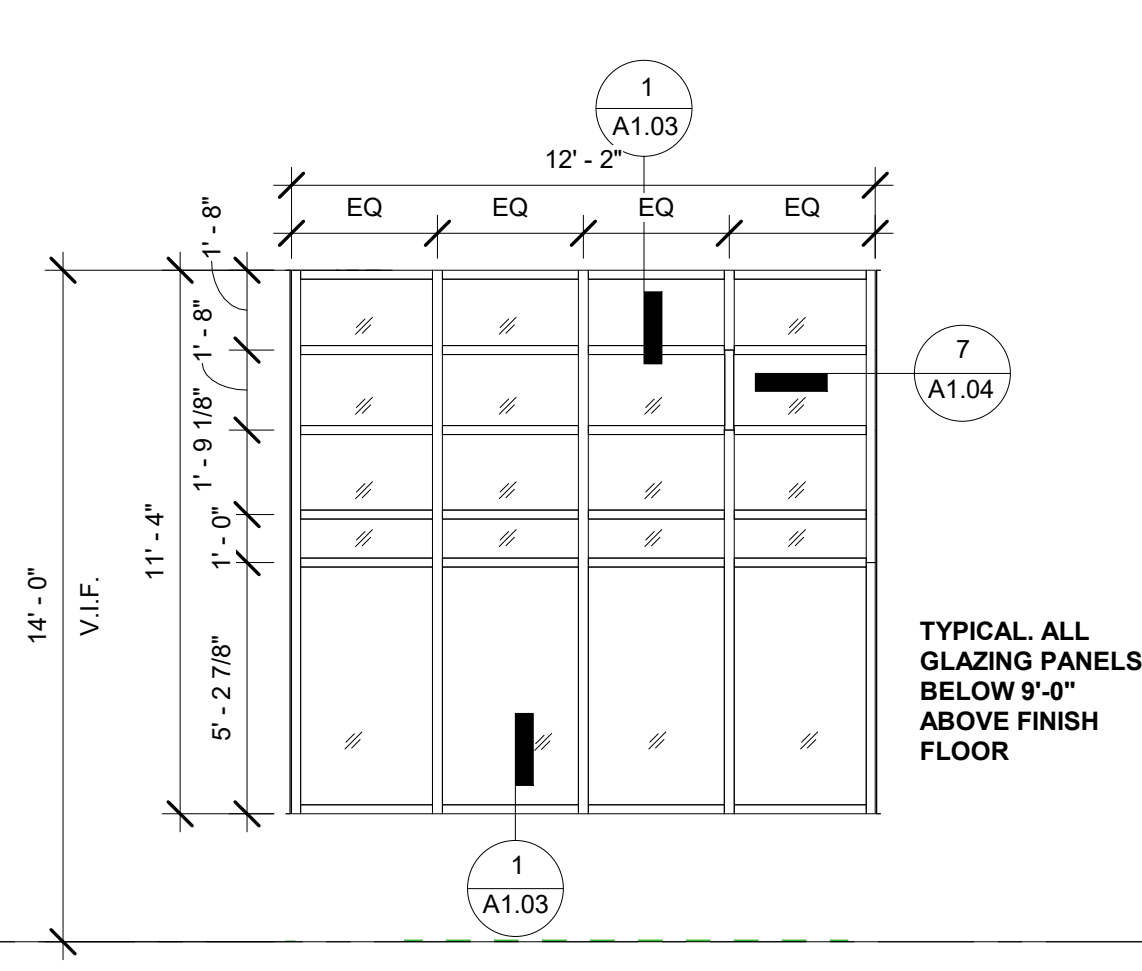 1
A1.03
12' - 2"
EQ
EQ
EQ
EQ
1' - 8"
1' - 8"
1' - 9 1/8"
1' - 0"
5' - 2 7/8"
11' - 4"
14' - 0"
V.I.F.
7
A1.04
TYPICAL. ALL
GLAZING PANELS
BELOW 9'-0"
ABOVE FINISH
FLOOR
1
A1.03